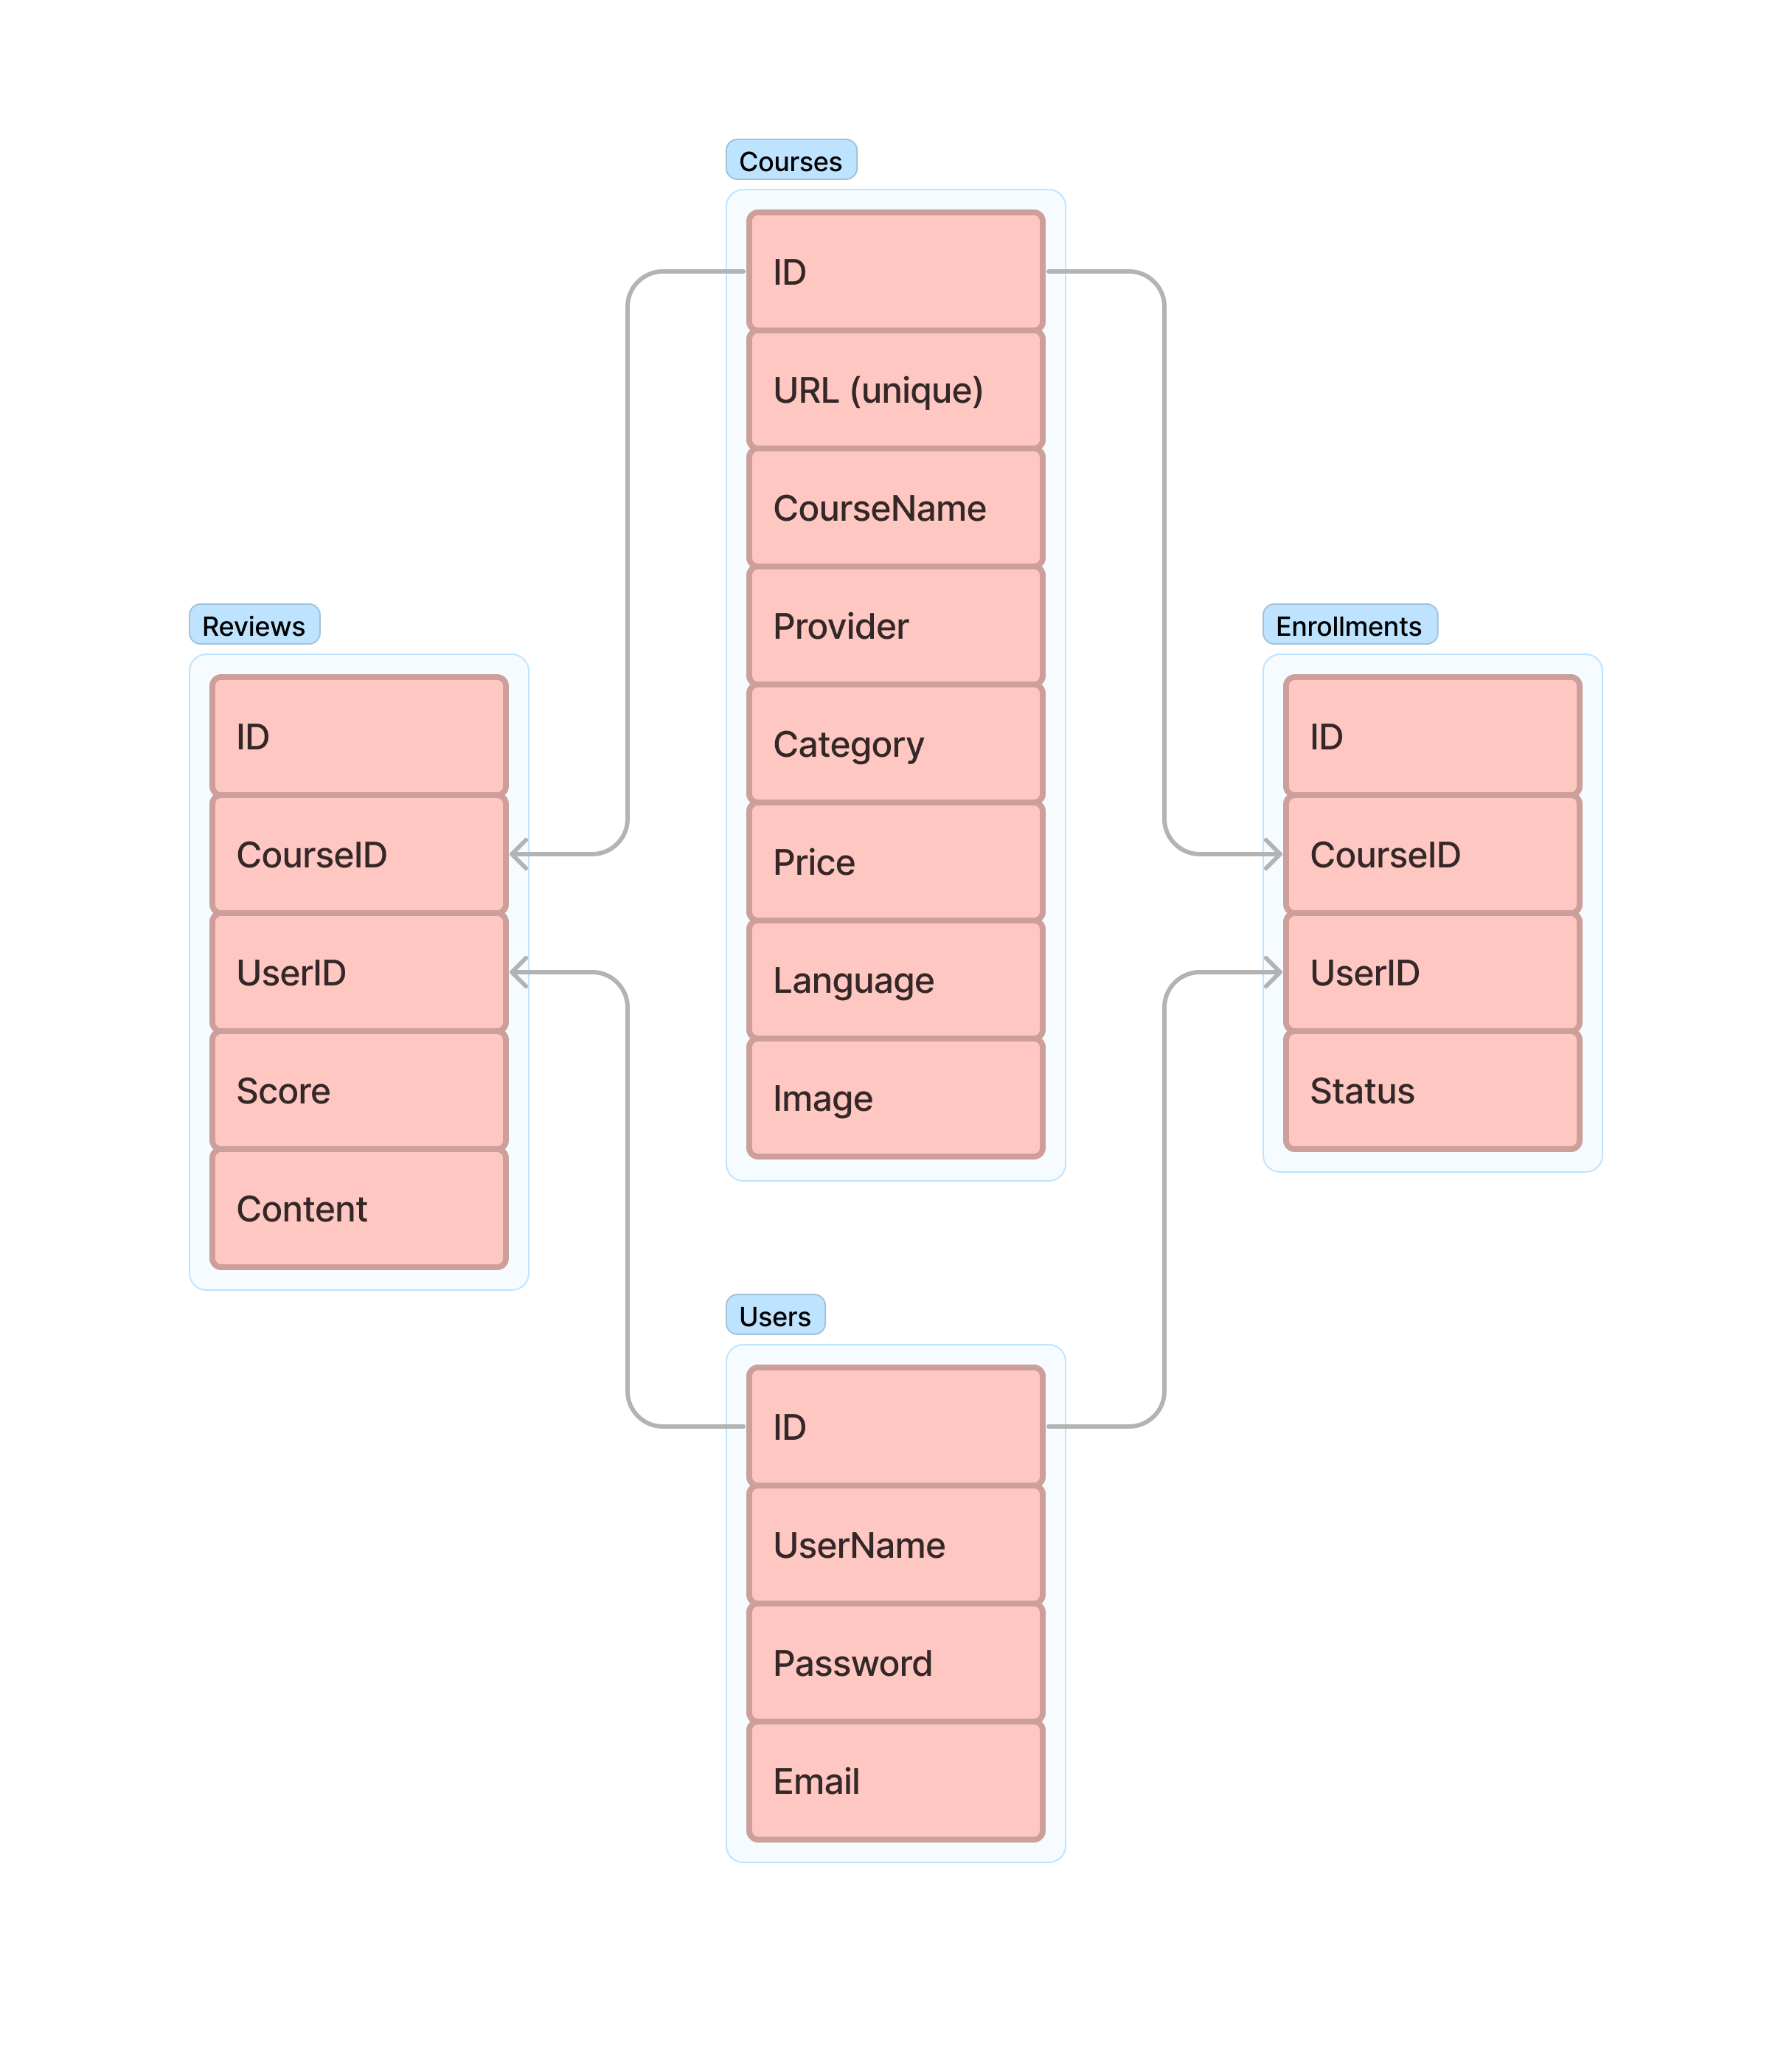 Courses
ID
URL (unique)
CourseName
Provider
Category
Price
Language
Image
Reviews
ID
CourseID
UserID
Score
Content
Enrollments
ID
CourseID
UserID
Status
Users
ID
UserName
Password
Email